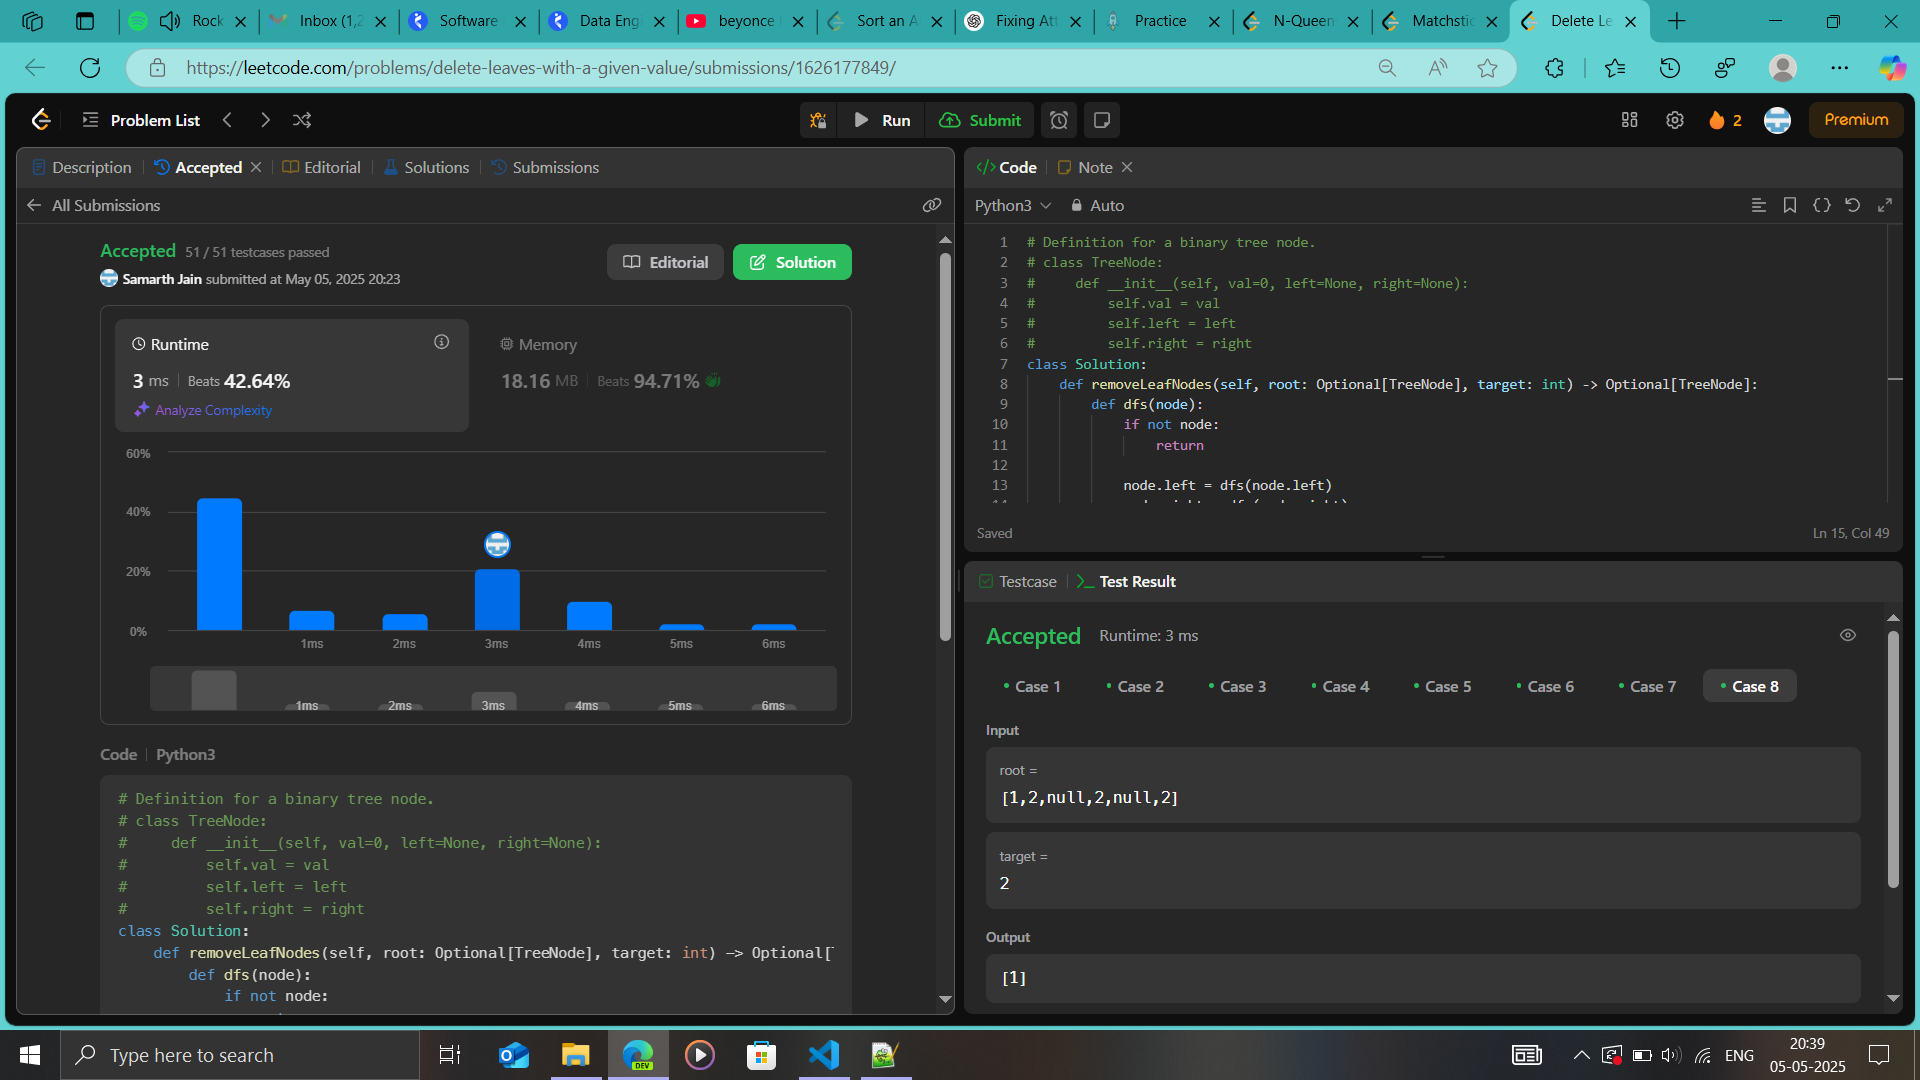 Rock
Inbox (1,2
Software
Data Eng
beyonce
Sort an A
Fixing Att
Practice
N-Queen
Matchstic
Delete Le
https://leetcode.com/problems/delete-leaves-with-a-given-value/submissions/1626177849/
Problem List
Run
Submit
2
Premium
Description
Accepted
Editorial
Solutions
Submissions
All Submissions
Accepted 51 / 51 testcases passed
Samarth Jain submitted at May 05, 2025 20:23
Editorial
Solution
Runtime
3 ms Beats 42.64%
Analyze Complexity
Memory
18.16 MB Beats 94.71%
60%
40%
20%
0%
1ms 2ms 3ms 4ms 5ms 6ms
1ms 2ms 3ms 4ms 5ms 6ms
Code Python3
# Definition for a binary tree node.
# class TreeNode:
#     def __init__(self, val=0, left=None, right=None):
#         self.val = val
#         self.left = left
#         self.right = right
class Solution:
    def removeLeafNodes(self, root: Optional[TreeNode], target: int) -> Optional[
        def dfs(node):
            if not node:
Code
Note
Python3
Auto
1 # Definition for a binary tree node.
2 # class TreeNode:
3 #     def __init__(self, val=0, left=None, right=None):
4 #         self.val = val
5 #         self.left = left
6 #         self.right = right
7 class Solution:
8     def removeLeafNodes(self, root: Optional[TreeNode], target: int) -> Optional[TreeNode]:
9         def dfs(node):
10             if not node:
11                 return
12
13             node.left = dfs(node.left)
Saved
Ln 15, Col 49
Testcase
Test Result
Accepted Runtime: 3 ms
Case 1
Case 2
Case 3
Case 4
Case 5
Case 6
Case 7
Case 8
Input
root =
[1,2,null,2,null,2]
target =
2
Output
[1]
Type here to search
DEV
ENG
20:39
05-05-2025